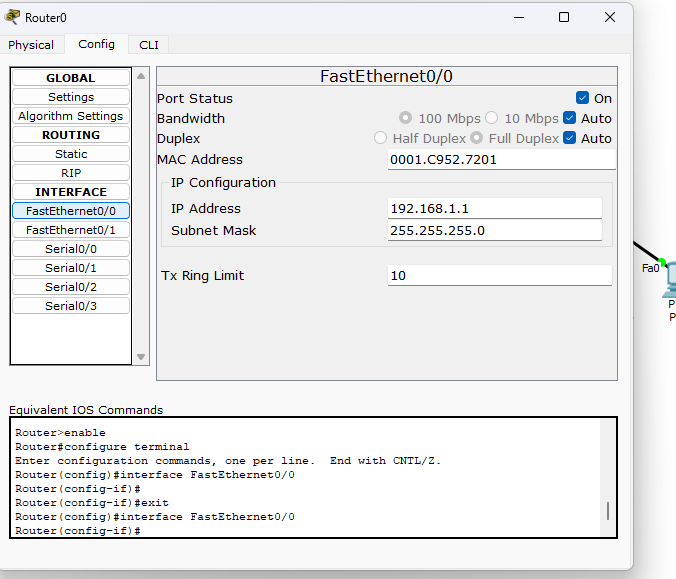 Router0
Physical Config CLI
GLOBAL
Settings
Algorithm Settings
ROUTING
Static
RIP
INTERFACE
FastEthernet0/0
FastEthernet0/1
Serial0/0
Serial0/1
Serial0/2
Serial0/3
FastEthernet0/0
Port Status On
Bandwidth 100 Mbps 10 Mbps Auto
Duplex Half Duplex Full Duplex Auto
MAC Address 0001.C952.7201
IP Configuration
IP Address 192.168.1.1
Subnet Mask 255.255.255.0
Tx Ring Limit 10
Equivalent IOS Commands
Router>enable
Router#configure terminal
Enter configuration commands, one per line. End with CNTL/Z.
Router(config)#interface FastEthernet0/0
Router(config-if)#
Router(config-if)#exit
Router(config)#interface FastEthernet0/0
Router(config-if)#
Fa0
P
P